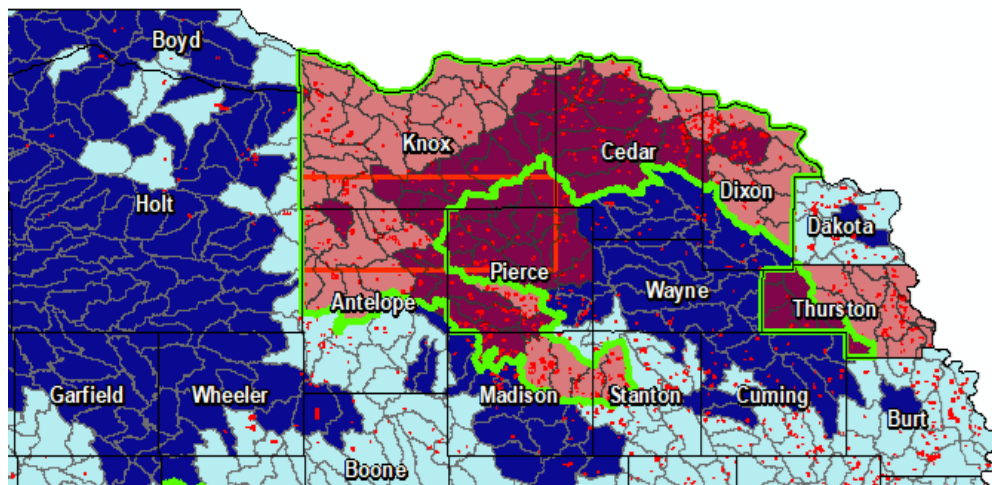 Boyd
Knox
Cedar
Holt
Dixon
Dakota
Pierce
Wayne
Antelope
Thurston
Garfield
Wheeler
Madison
Stanton
Cuming
Burt
Boone